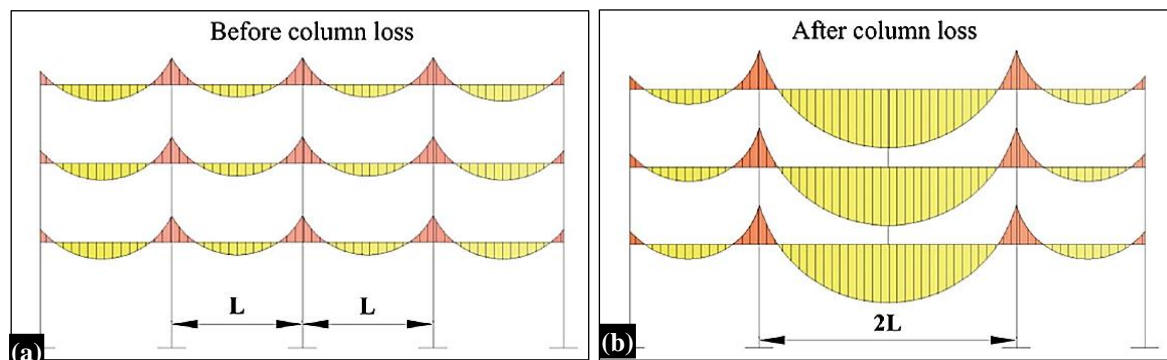 Before column loss
L
L
(a)
After column loss
2L
(b)